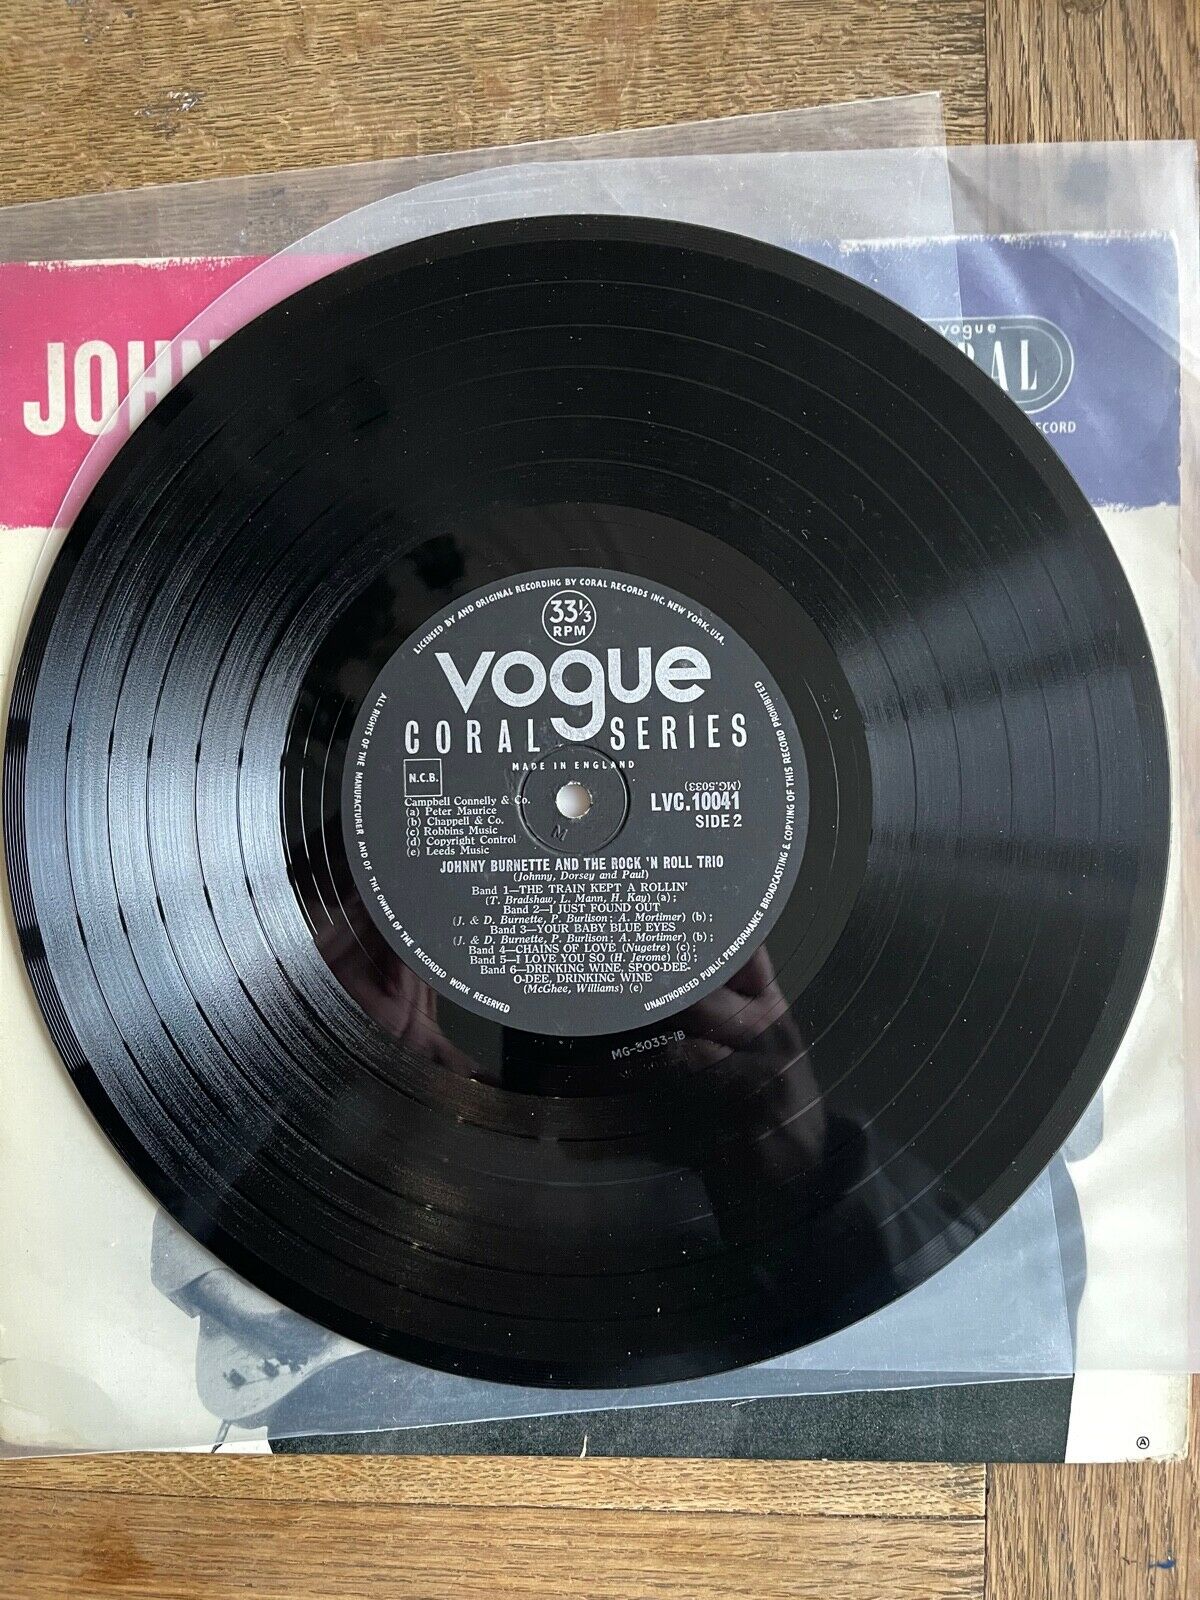 JOHN
vogue
RAL
RECORD
LICENSED BY AND ORIGINAL RECORDING BY CORAL RECORDS INC. NEW YORK. USA.
33⅓
RPM
vogue
CORAL SERIES
MADE IN ENGLAND
N.C.B.
(MG.5033)
LVC.10041
SIDE 2
Campbell Connelly & Co.
(a) Peter Maurice
(b) Chappell & Co.
(c) Robbins Music
(d) Copyright Control
(e) Leeds Music
M
JOHNNY BURNETTE AND THE ROCK 'N ROLL TRIO
(Johnny, Dorsey and Paul)
Band 1—THE TRAIN KEPT A ROLLIN'
(T. Bradshaw, L. Mann, H. Kay) (a);
Band 2—I JUST FOUND OUT
(J. & D. Burnette, P. Burlison; A. Mortimer) (b);
Band 3—YOUR BABY BLUE EYES
(J. & D. Burnette, P. Burlison; A. Mortimer) (b);
Band 4—CHAINS OF LOVE (Nugetre) (c);
Band 5—I LOVE YOU SO (H. Jerome) (d);
Band 6—DRINKING WINE, SPOO-DEE-
O-DEE, DRINKING WINE
(McGhee, Williams) (e)
ALL RIGHTS OF THE MANUFACTURER AND OF THE OWNER OF THE RECORDED WORK RESERVED
UNAUTHORISED PUBLIC PERFORMANCE BROADCASTING & COPYING OF THIS RECORD PROHIBITED
MG-5033-1B
A